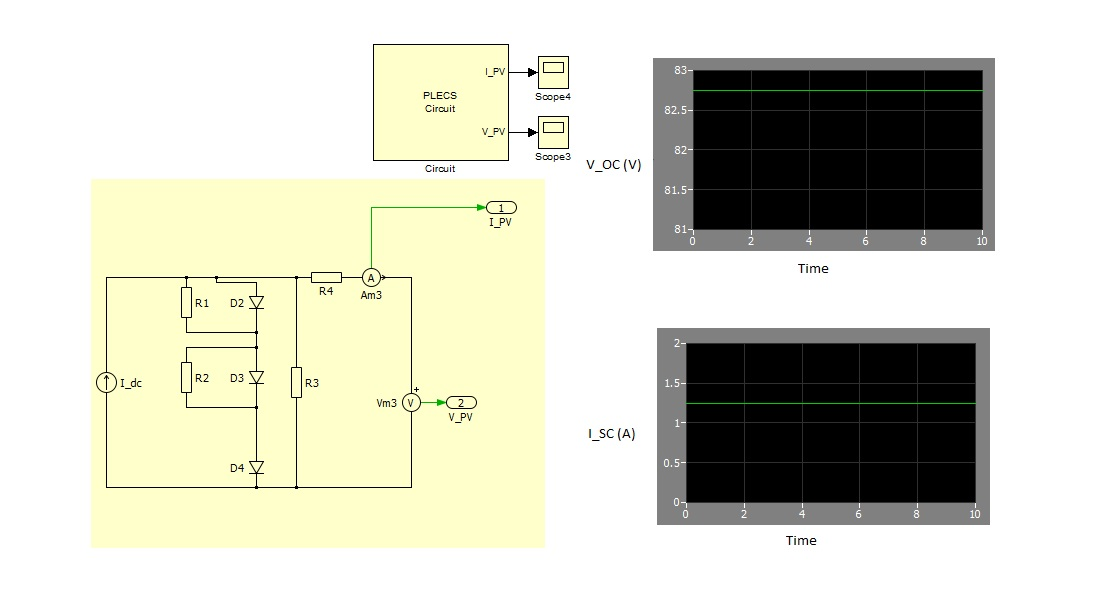 I_PV
PLECS
Circuit
V_PV
Scope4
Scope3
Circuit
1
I_PV
R4
A
Am3
R1
D2
I_dc
R2
D3
R3
+
Vm3
V
2
V_PV
D4
V_OC (V)
83
82.5
82
81.5
81
0 2 4 6 8 10
Time
I_SC (A)
2
1.5
1
0.5
0
0 2 4 6 8 10
Time